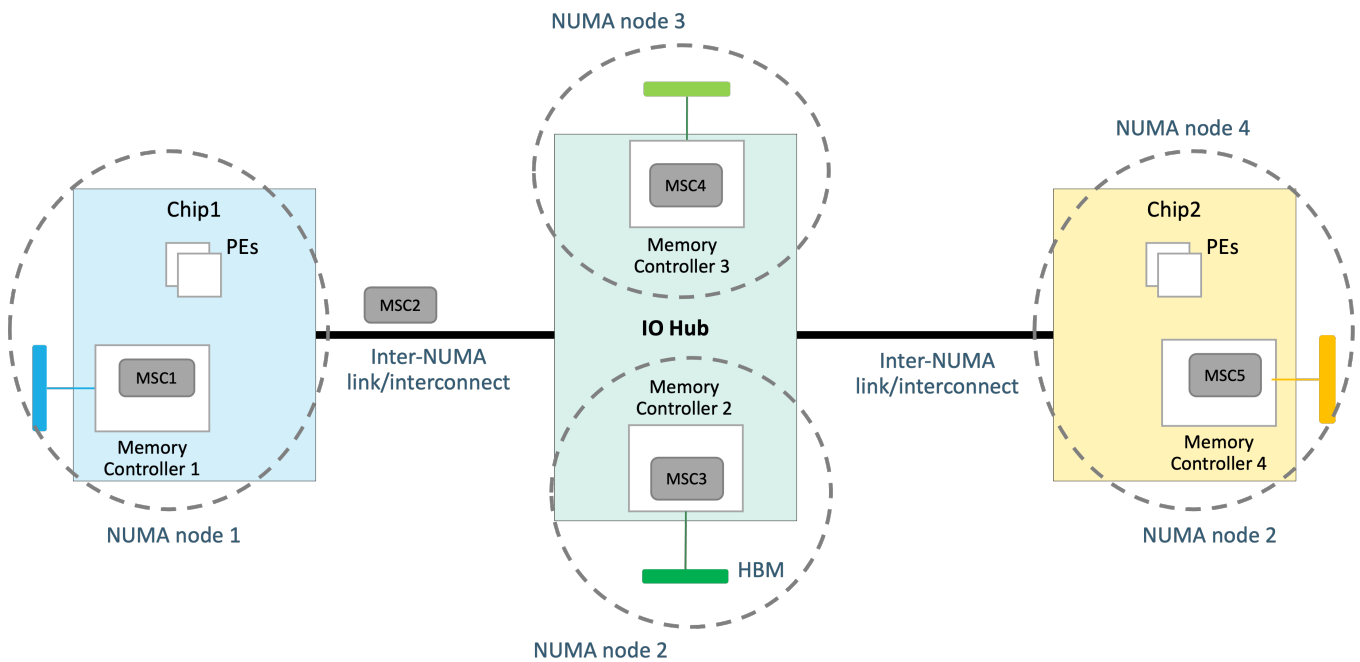 NUMA node 3
NUMA node 4
MSC4
Chip1
Chip2
PEs
PEs
Memory
Controller 3
MSC2
IO Hub
Inter-NUMA
link/interconnect
Inter-NUMA
link/interconnect
MSC1
MSC5
Memory
Controller 2
Memory
Controller 1
Memory
Controller 4
MSC3
NUMA node 1
NUMA node 2
HBM
NUMA node 2